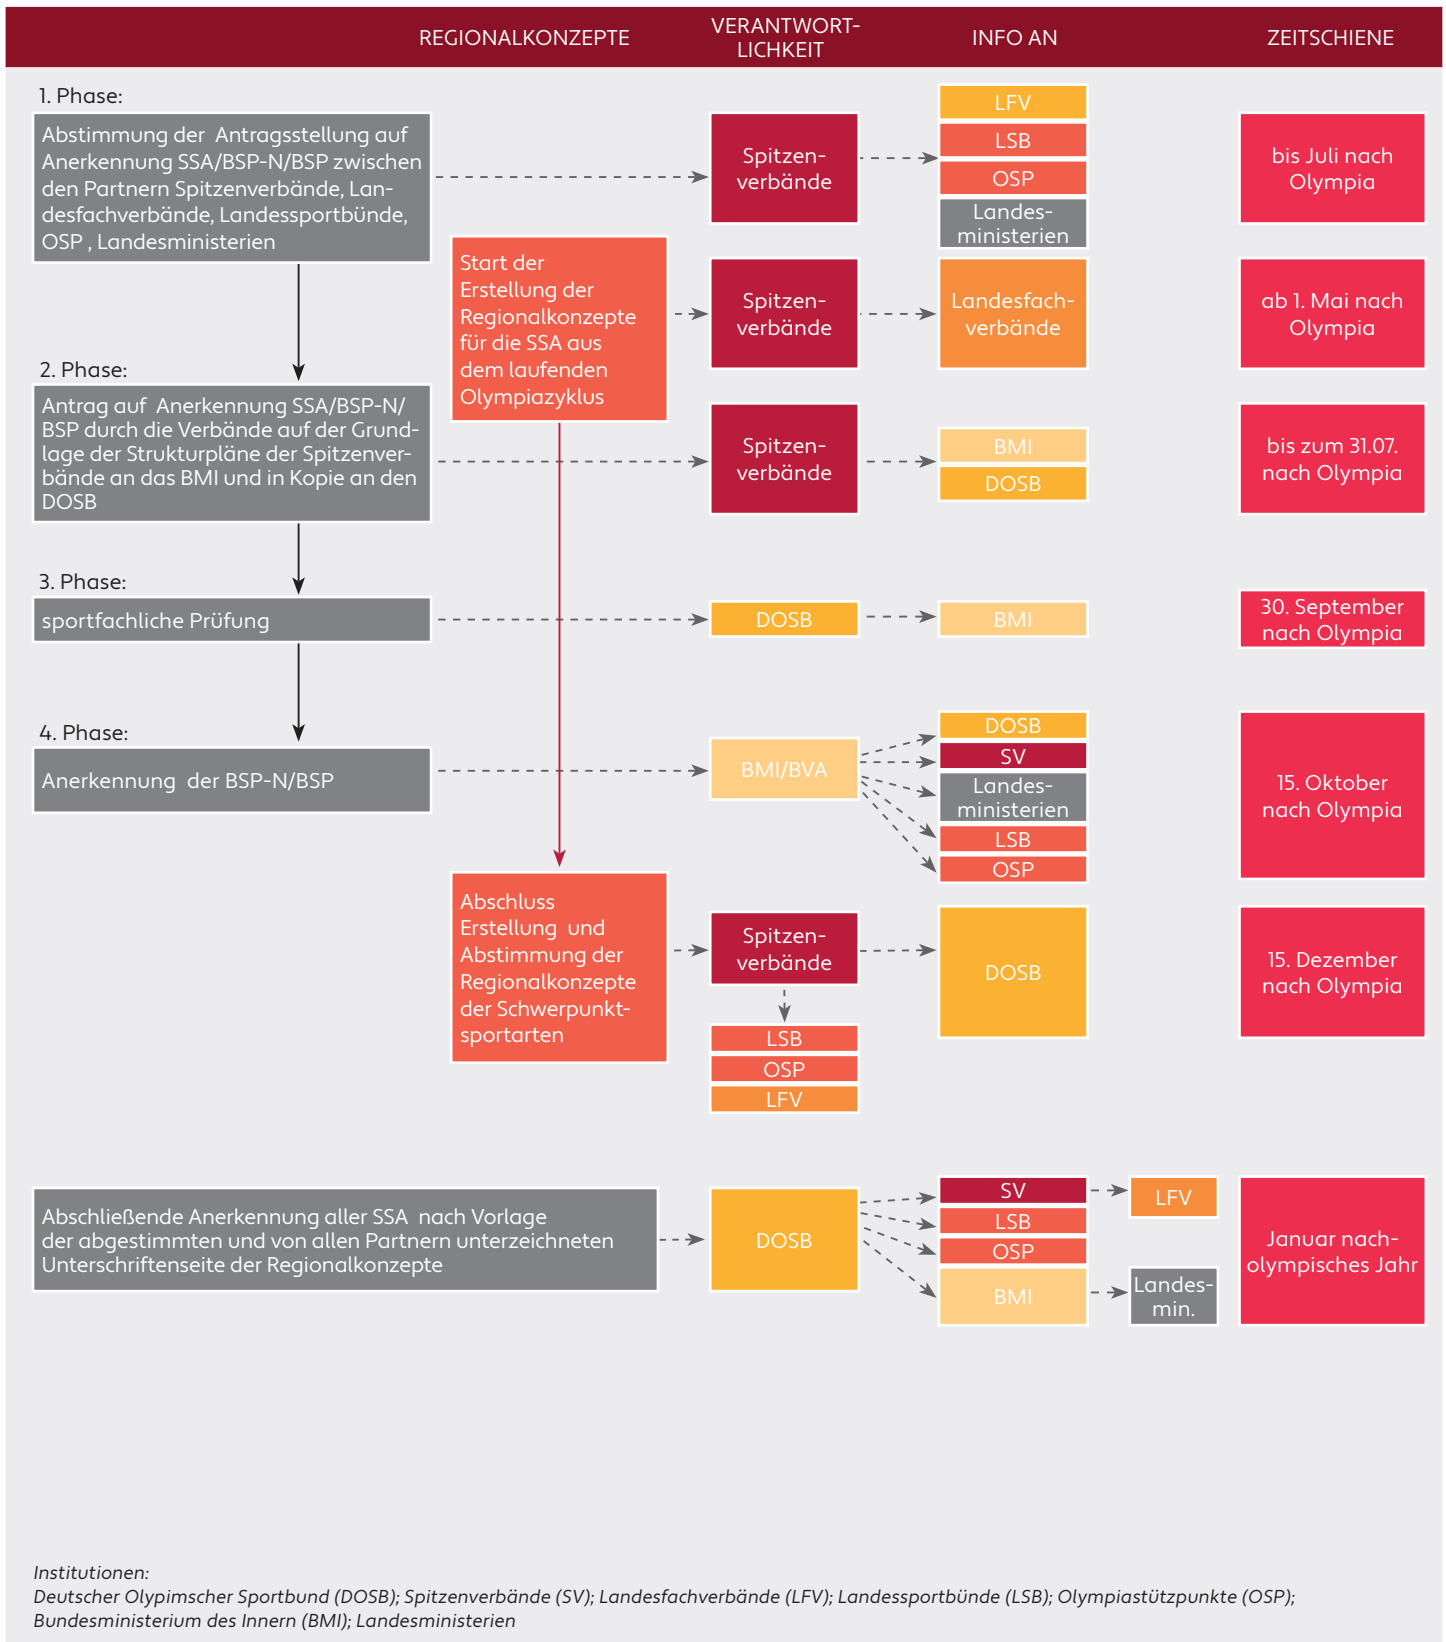 REGIONALKONZEPTE
VERANTWORT-
LICHKEIT
INFO AN
ZEITSCHIENE
1. Phase:
Abstimmung der Antragsstellung auf
Anerkennung SSA/BSP-N/BSP zwischen
den Partnern Spitzenverbände, Lan-
desfachverbände, Landessportbünde,
OSP , Landesministerien
Spitzen-
verbände
LFV
LSB
OSP
Landes-
ministerien
bis Juli nach
Olympia
Start der
Erstellung der
Regionalkonzepte
für die SSA aus
dem laufenden
Olympiazyklus
Spitzen-
verbände
Landesfach-
verbände
ab 1. Mai nach
Olympia
2. Phase:
Antrag auf Anerkennung SSA/BSP-N/
BSP durch die Verbände auf der Grund-
lage der Strukturpläne der Spitzenver-
bände an das BMI und in Kopie an den
DOSB
Spitzen-
verbände
BMI
DOSB
bis zum 31.07.
nach Olympia
3. Phase:
sportfachliche Prüfung
DOSB
BMI
30. September
nach Olympia
4. Phase:
Anerkennung der BSP-N/BSP
BMI/BVA
DOSB
SV
Landes-
ministerien
LSB
OSP
15. Oktober
nach Olympia
Abschluss
Erstellung und
Abstimmung der
Regionalkonzepte
der Schwerpunkt-
sportarten
Spitzen-
verbände
LSB
OSP
LFV
DOSB
15. Dezember
nach Olympia
Abschließende Anerkennung aller SSA nach Vorlage
der abgestimmten und von allen Partnern unterzeichneten
Unterschriftenseite der Regionalkonzepte
DOSB
SV
LSB
OSP
BMI
LFV
Landes-
min.
Januar nach-
olympisches Jahr
Institutionen:
Deutscher Olypimscher Sportbund (DOSB); Spitzenverbände (SV); Landesfachverbände (LFV); Landessportbünde (LSB); Olympiastützpunkte (OSP);
Bundesministerium des Innern (BMI); Landesministerien